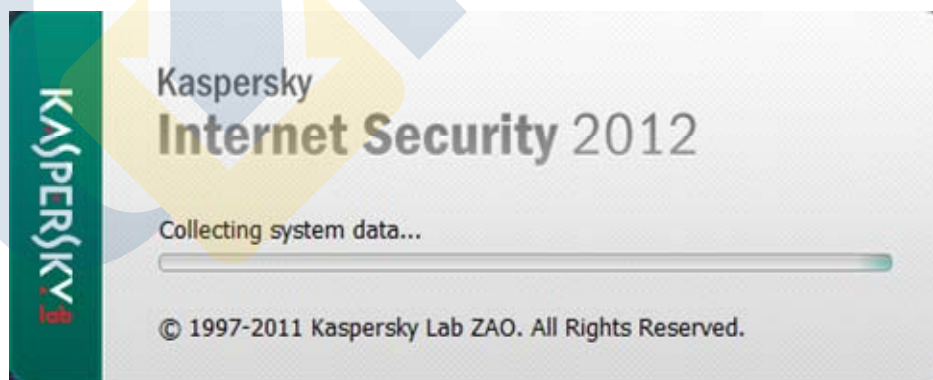 KASPERSKY lab
Kaspersky
Internet Security 2012
Collecting system data...
© 1997-2011 Kaspersky Lab ZAO. All Rights Reserved.